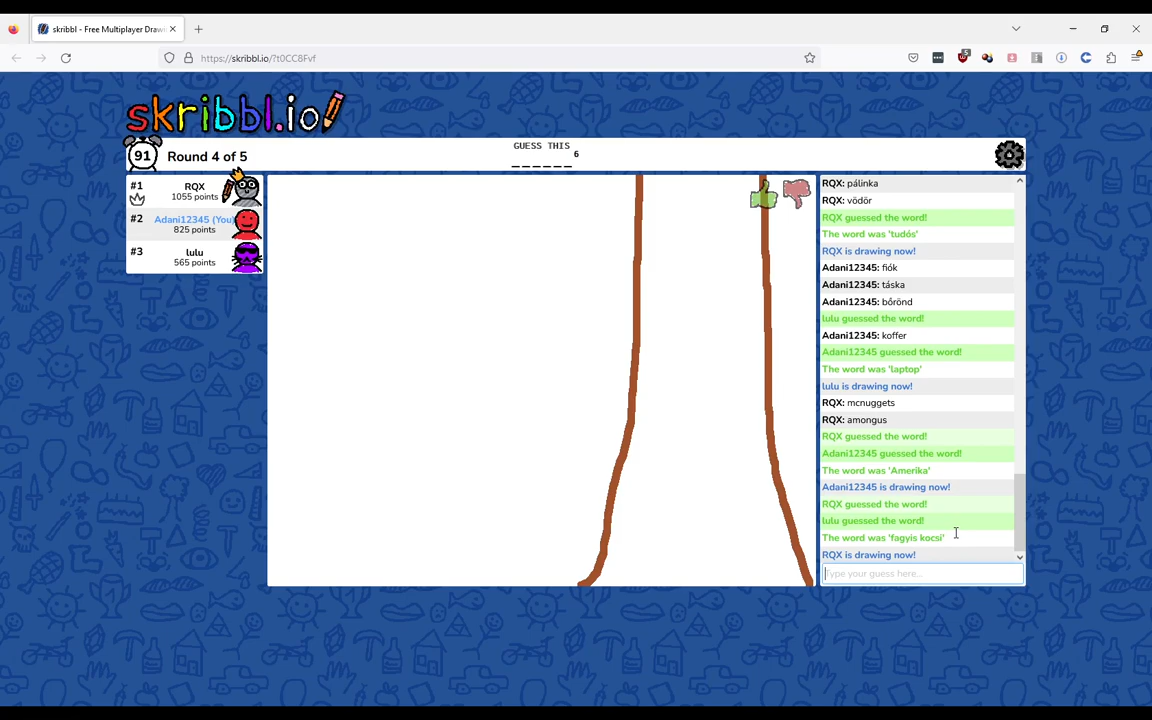 skribbl - Free Multiplayer Drawi
https://skribbl.io/?t0CC8Fvf
5
skribbl.io
91
Round 4 of 5
GUESS THIS
______ 6
#1
RQX
1055 points
#2
Adani12345 (You)
825 points
#3
lulu
565 points
RQX: pálinka
RQX: vödör
RQX guessed the word!
The word was 'tudós'
RQX is drawing now!
Adani12345: fiók
Adani12345: táska
Adani12345: bőrönd
lulu guessed the word!
Adani12345: koffer
Adani12345 guessed the word!
The word was 'laptop'
lulu is drawing now!
RQX: mcnuggets
RQX: amongus
RQX guessed the word!
Adani12345 guessed the word!
The word was 'Amerika'
Adani12345 is drawing now!
RQX guessed the word!
lulu guessed the word!
The word was 'fagyis kocsi'
RQX is drawing now!
Type your guess here...